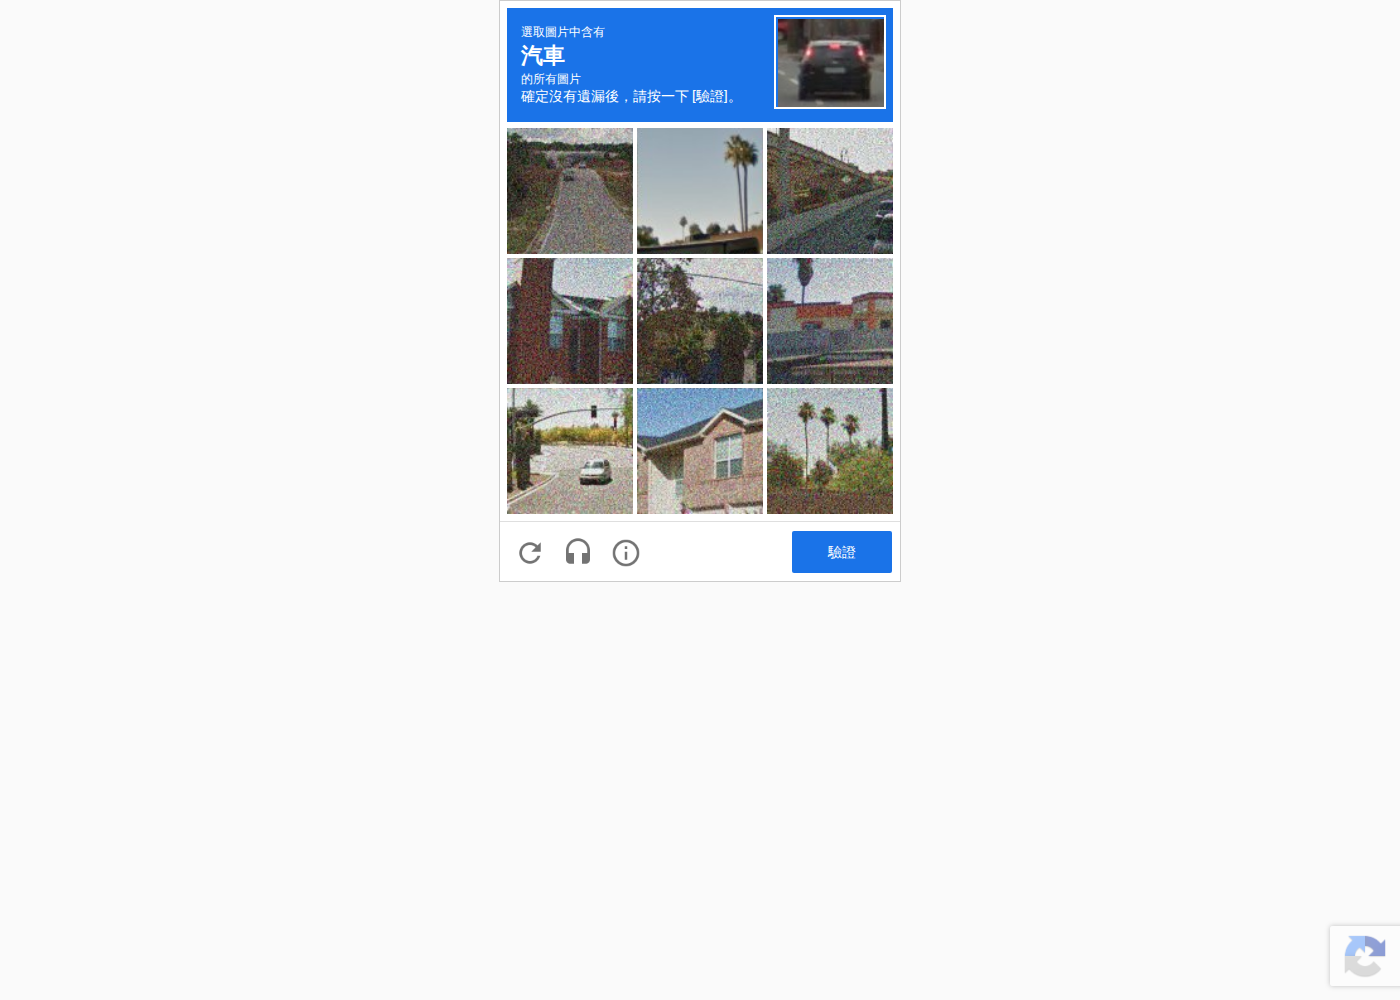 選取圖片中含有
汽車
的所有圖片
確定沒有遺漏後，請按一下 [驗證]。
驗證